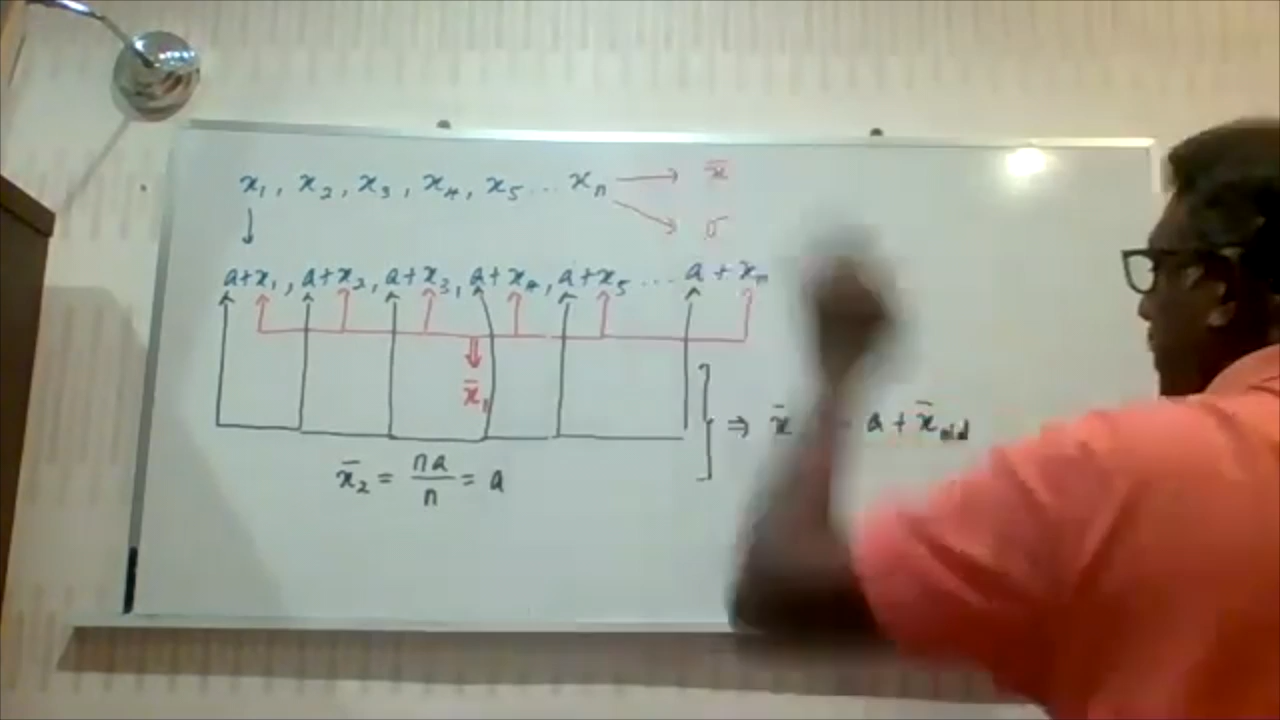 x₁, x₂, x₃, x₄, x₅ ... xₙ → x̄
→ σ
↓
a+x₁, a+x₂, a+x₃, a+x₄, a+x₅ ... a+xₙ
x̄₁
] ⇒ x̄ a + x̄old
x̄₂ = na/n = a